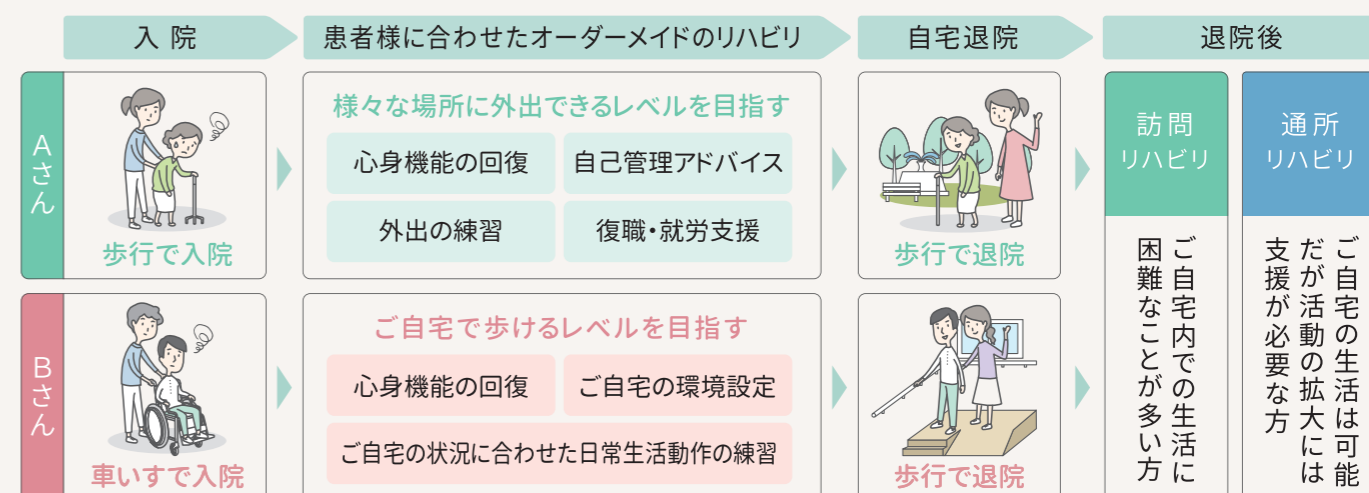 入院
患者様に合わせたオーダーメイドのリハビリ
自宅退院
退院後
Aさん
歩行で入院
様々な場所に外出できるレベルを目指す
心身機能の回復
自己管理アドバイス
外出の練習
復職・就労支援
歩行で退院
Bさん
車いすで入院
ご自宅で歩けるレベルを目指す
心身機能の回復
ご自宅の環境設定
ご自宅の状況に合わせた日常生活動作の練習
歩行で退院
訪問
リハビリ
ご自宅内での生活に
困難なことが多い方
通所
リハビリ
ご自宅の生活は可能
だが活動の拡大には
支援が必要な方